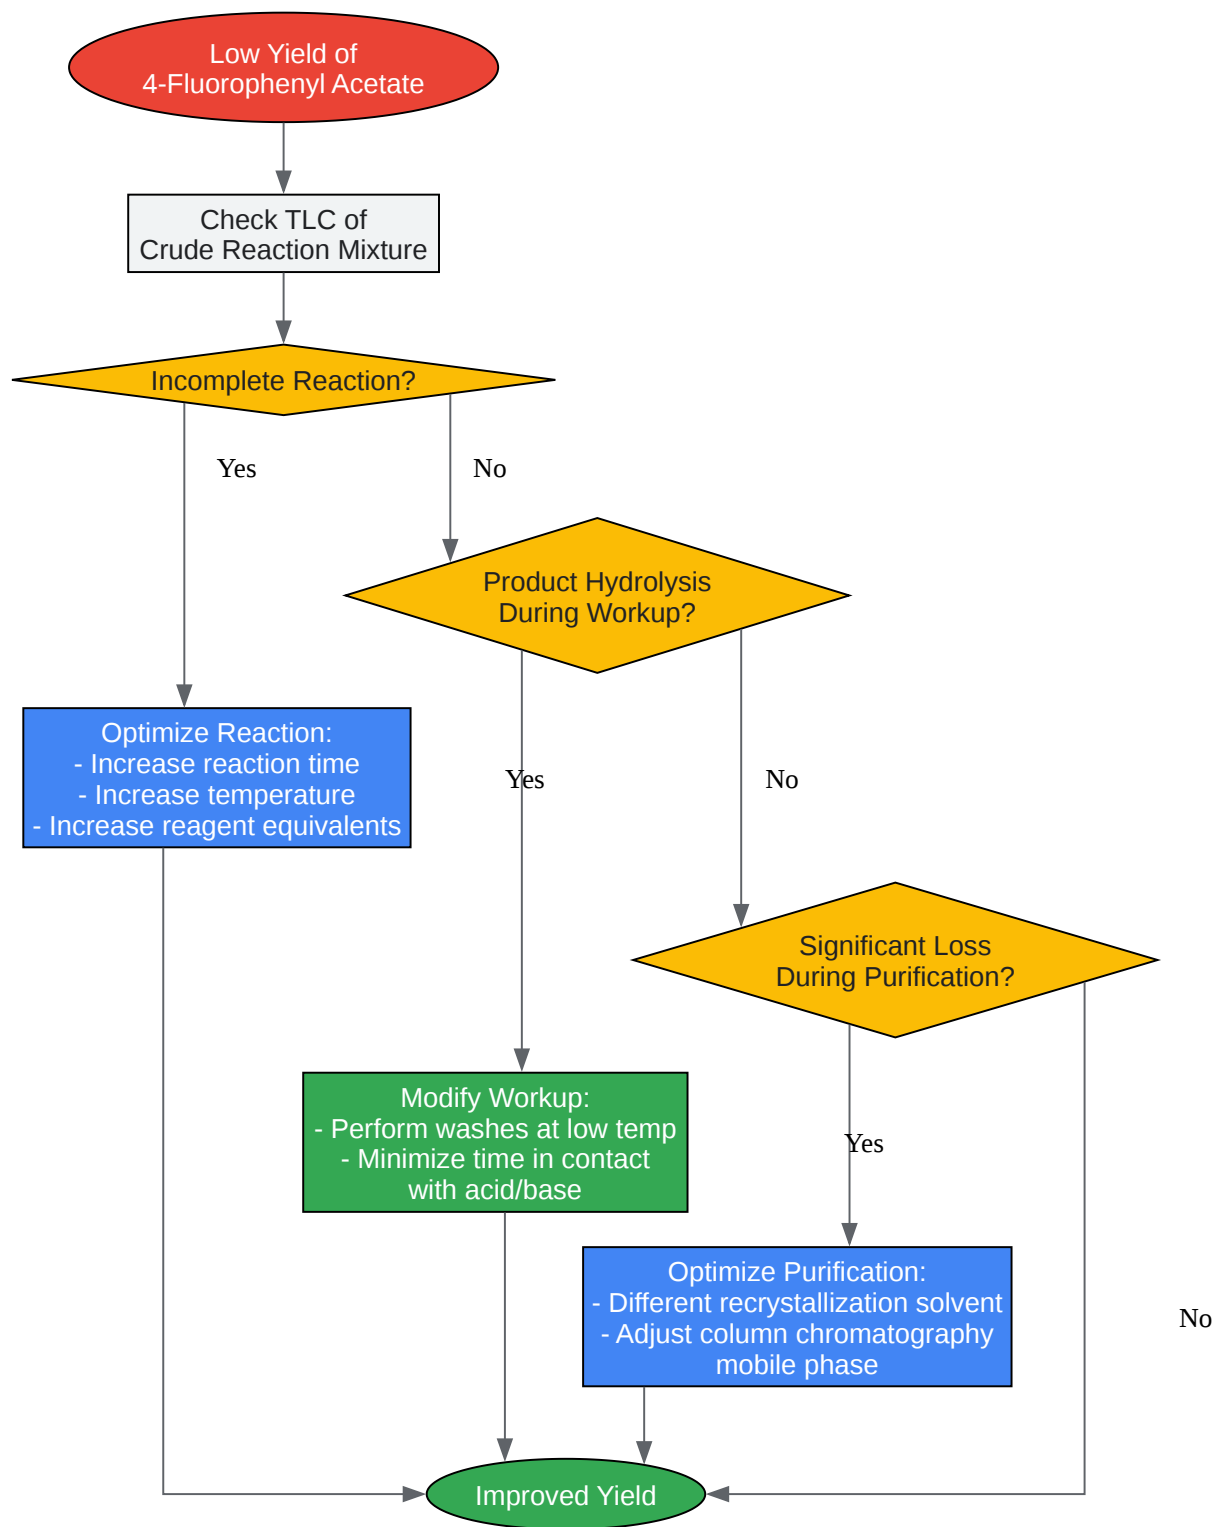 Low Yield of
4-Fluorophenyl Acetate
Check TLC of
Crude Reaction Mixture
Incomplete Reaction?
Yes
No
Product Hydrolysis
During Workup?
Optimize Reaction:
- Increase reaction time
- Increase temperature
- Increase reagent equivalents
Yes
No
Significant Loss
During Purification?
Modify Workup:
- Perform washes at low temp
- Minimize time in contact
with acid/base
Yes
Optimize Purification:
- Different recrystallization solvent
- Adjust column chromatography
mobile phase
No
Improved Yield